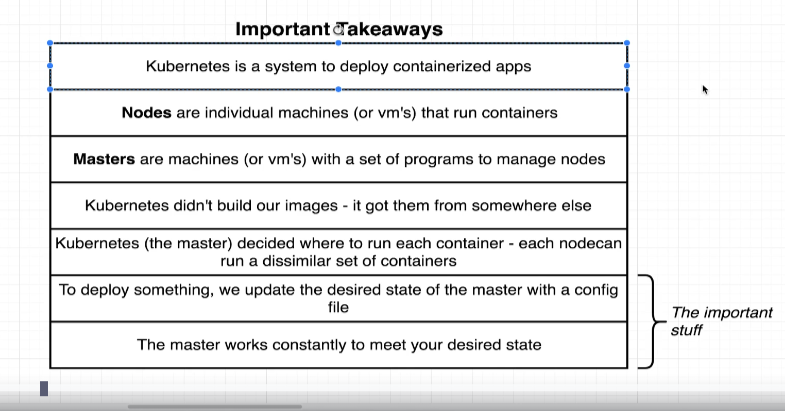 Important Takeaways
Kubernetes is a system to deploy containerized apps
Nodes are individual machines (or vm's) that run containers
Masters are machines (or vm's) with a set of programs to manage nodes
Kubernetes didn't build our images - it got them from somewhere else
Kubernetes (the master) decided where to run each container - each nodecan
run a dissimilar set of containers
To deploy something, we update the desired state of the master with a config
file
The master works constantly to meet your desired state
The important
stuff